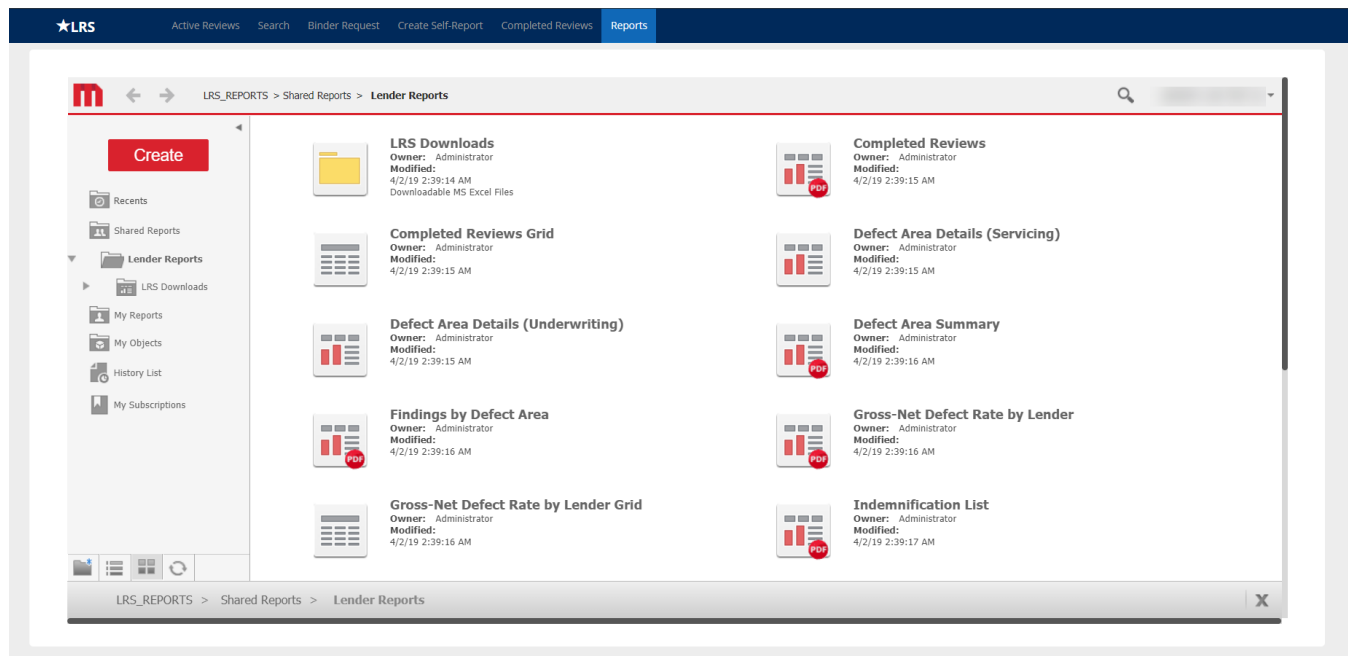 ★LRS Active Reviews Search Binder Request Create Self-Report Completed Reviews Reports
LRS_REPORTS > Shared Reports > Lender Reports
Create
Recents
Shared Reports
Lender Reports
LRS Downloads
My Reports
My Objects
History List
My Subscriptions
LRS Downloads
Owner: Administrator
Modified:
4/2/19 2:39:14 AM
Downloadable MS Excel Files
Completed Reviews
Owner: Administrator
Modified:
4/2/19 2:39:15 AM
PDF
Completed Reviews Grid
Owner: Administrator
Modified:
4/2/19 2:39:15 AM
Defect Area Details (Servicing)
Owner: Administrator
Modified:
4/2/19 2:39:15 AM
Defect Area Details (Underwriting)
Owner: Administrator
Modified:
4/2/19 2:39:15 AM
Defect Area Summary
Owner: Administrator
Modified:
4/2/19 2:39:16 AM
PDF
Findings by Defect Area
Owner: Administrator
Modified:
4/2/19 2:39:16 AM
PDF
Gross-Net Defect Rate by Lender
Owner: Administrator
Modified:
4/2/19 2:39:16 AM
PDF
Gross-Net Defect Rate by Lender Grid
Owner: Administrator
Modified:
4/2/19 2:39:16 AM
Indemnification List
Owner: Administrator
Modified:
4/2/19 2:39:17 AM
PDF
LRS_REPORTS > Shared Reports > Lender Reports X